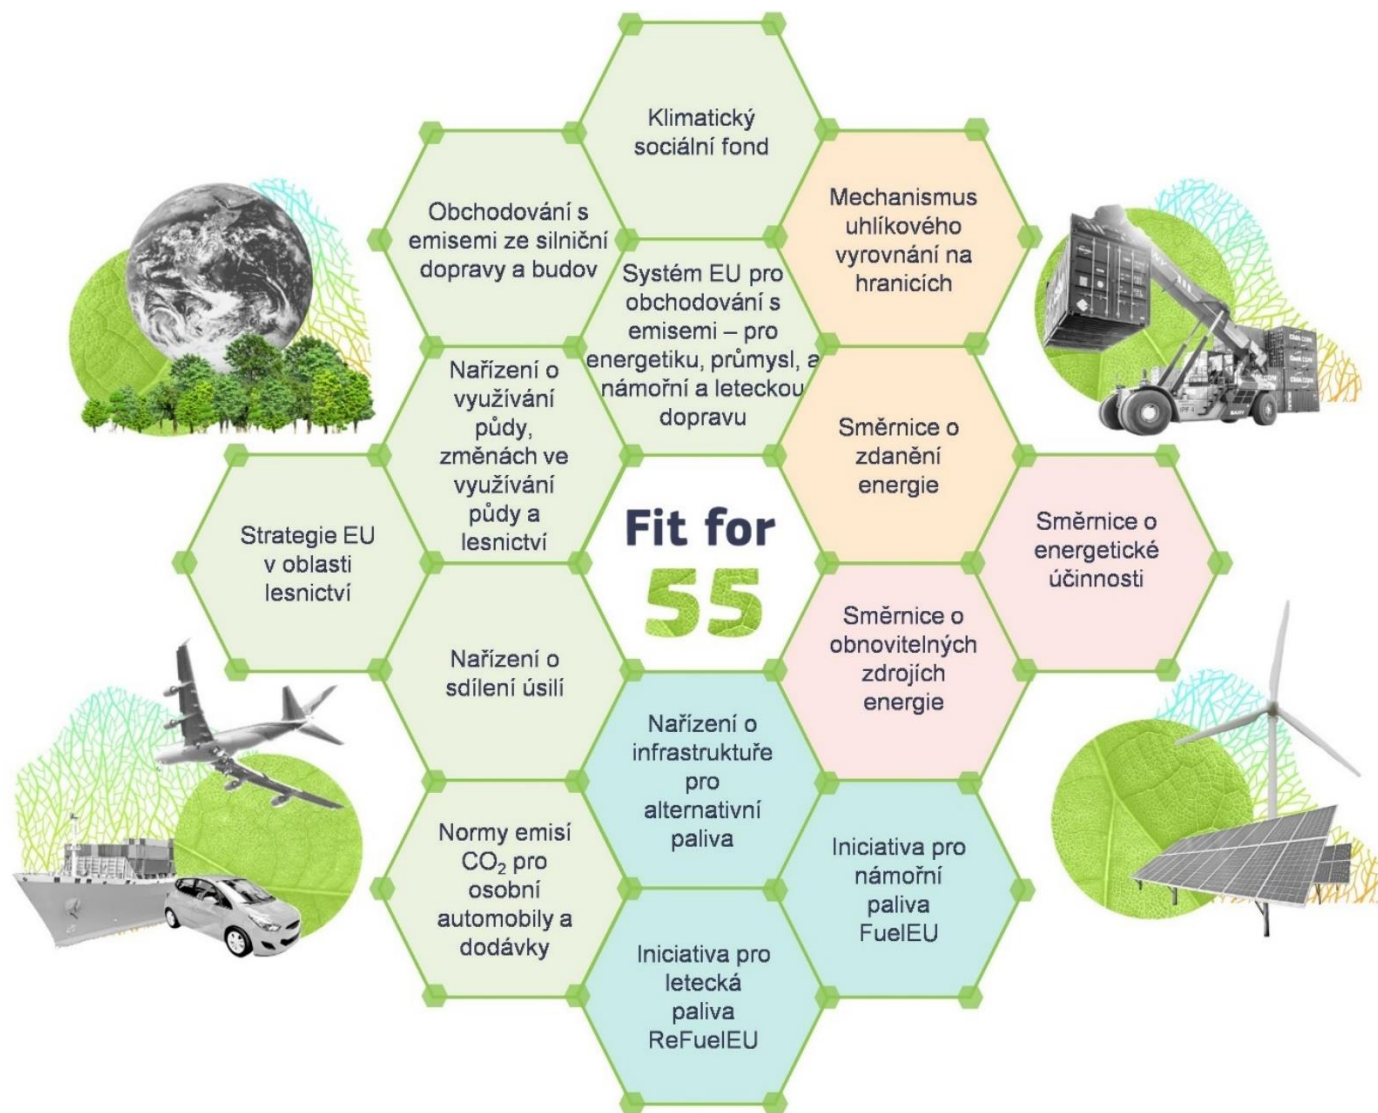 Klimatický
sociální fond
Obchodování s
emisemi ze silniční
dopravy a budov
Mechanismus
uhlíkového
vyrovnání na
hranicích
Systém EU pro
obchodování s
emisemi – pro
energetiku, průmysl, a
námořní a leteckou
dopravu
Nařízení o
využívání
půdy,
změnách ve
využívání
půdy a
lesnictví
Směrnice o
zdanění
energie
Strategie EU
v oblasti
lesnictví
Fit for
55
Směrnice o
energetické
účinnosti
Nařízení o
sdílení úsilí
Směrnice o
obnovitelných
zdrojích
energie
Nařízení o
infrastruktuře
pro
alternativní
paliva
Normy emisí
CO₂ pro
osobní
automobily a
dodávky
Iniciativa pro
námořní
paliva
FuelEU
Iniciativa pro
letecká
paliva
ReFuelEU